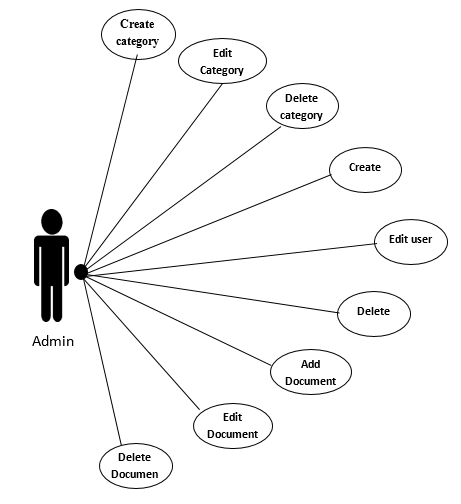 Create
category
Edit
Category
Delete
category
Create
Edit user
Delete
Admin
Add
Document
Edit
Document
Delete
Documen